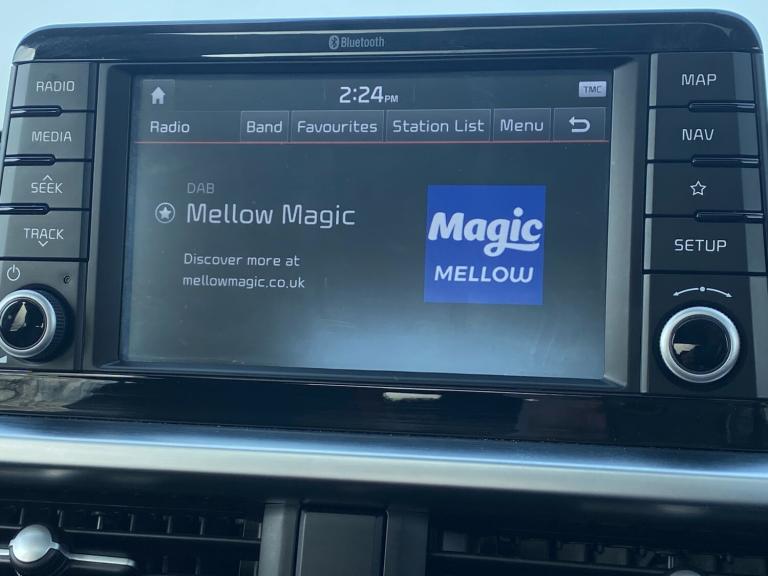 Bluetooth
RADIO
MEDIA
SEEK
TRACK
2:24PM
TMC
Radio Band Favourites Station List Menu
DAB
Mellow Magic
Discover more at
mellowmagic.co.uk
Magic
MELLOW
MAP
NAV
SETUP